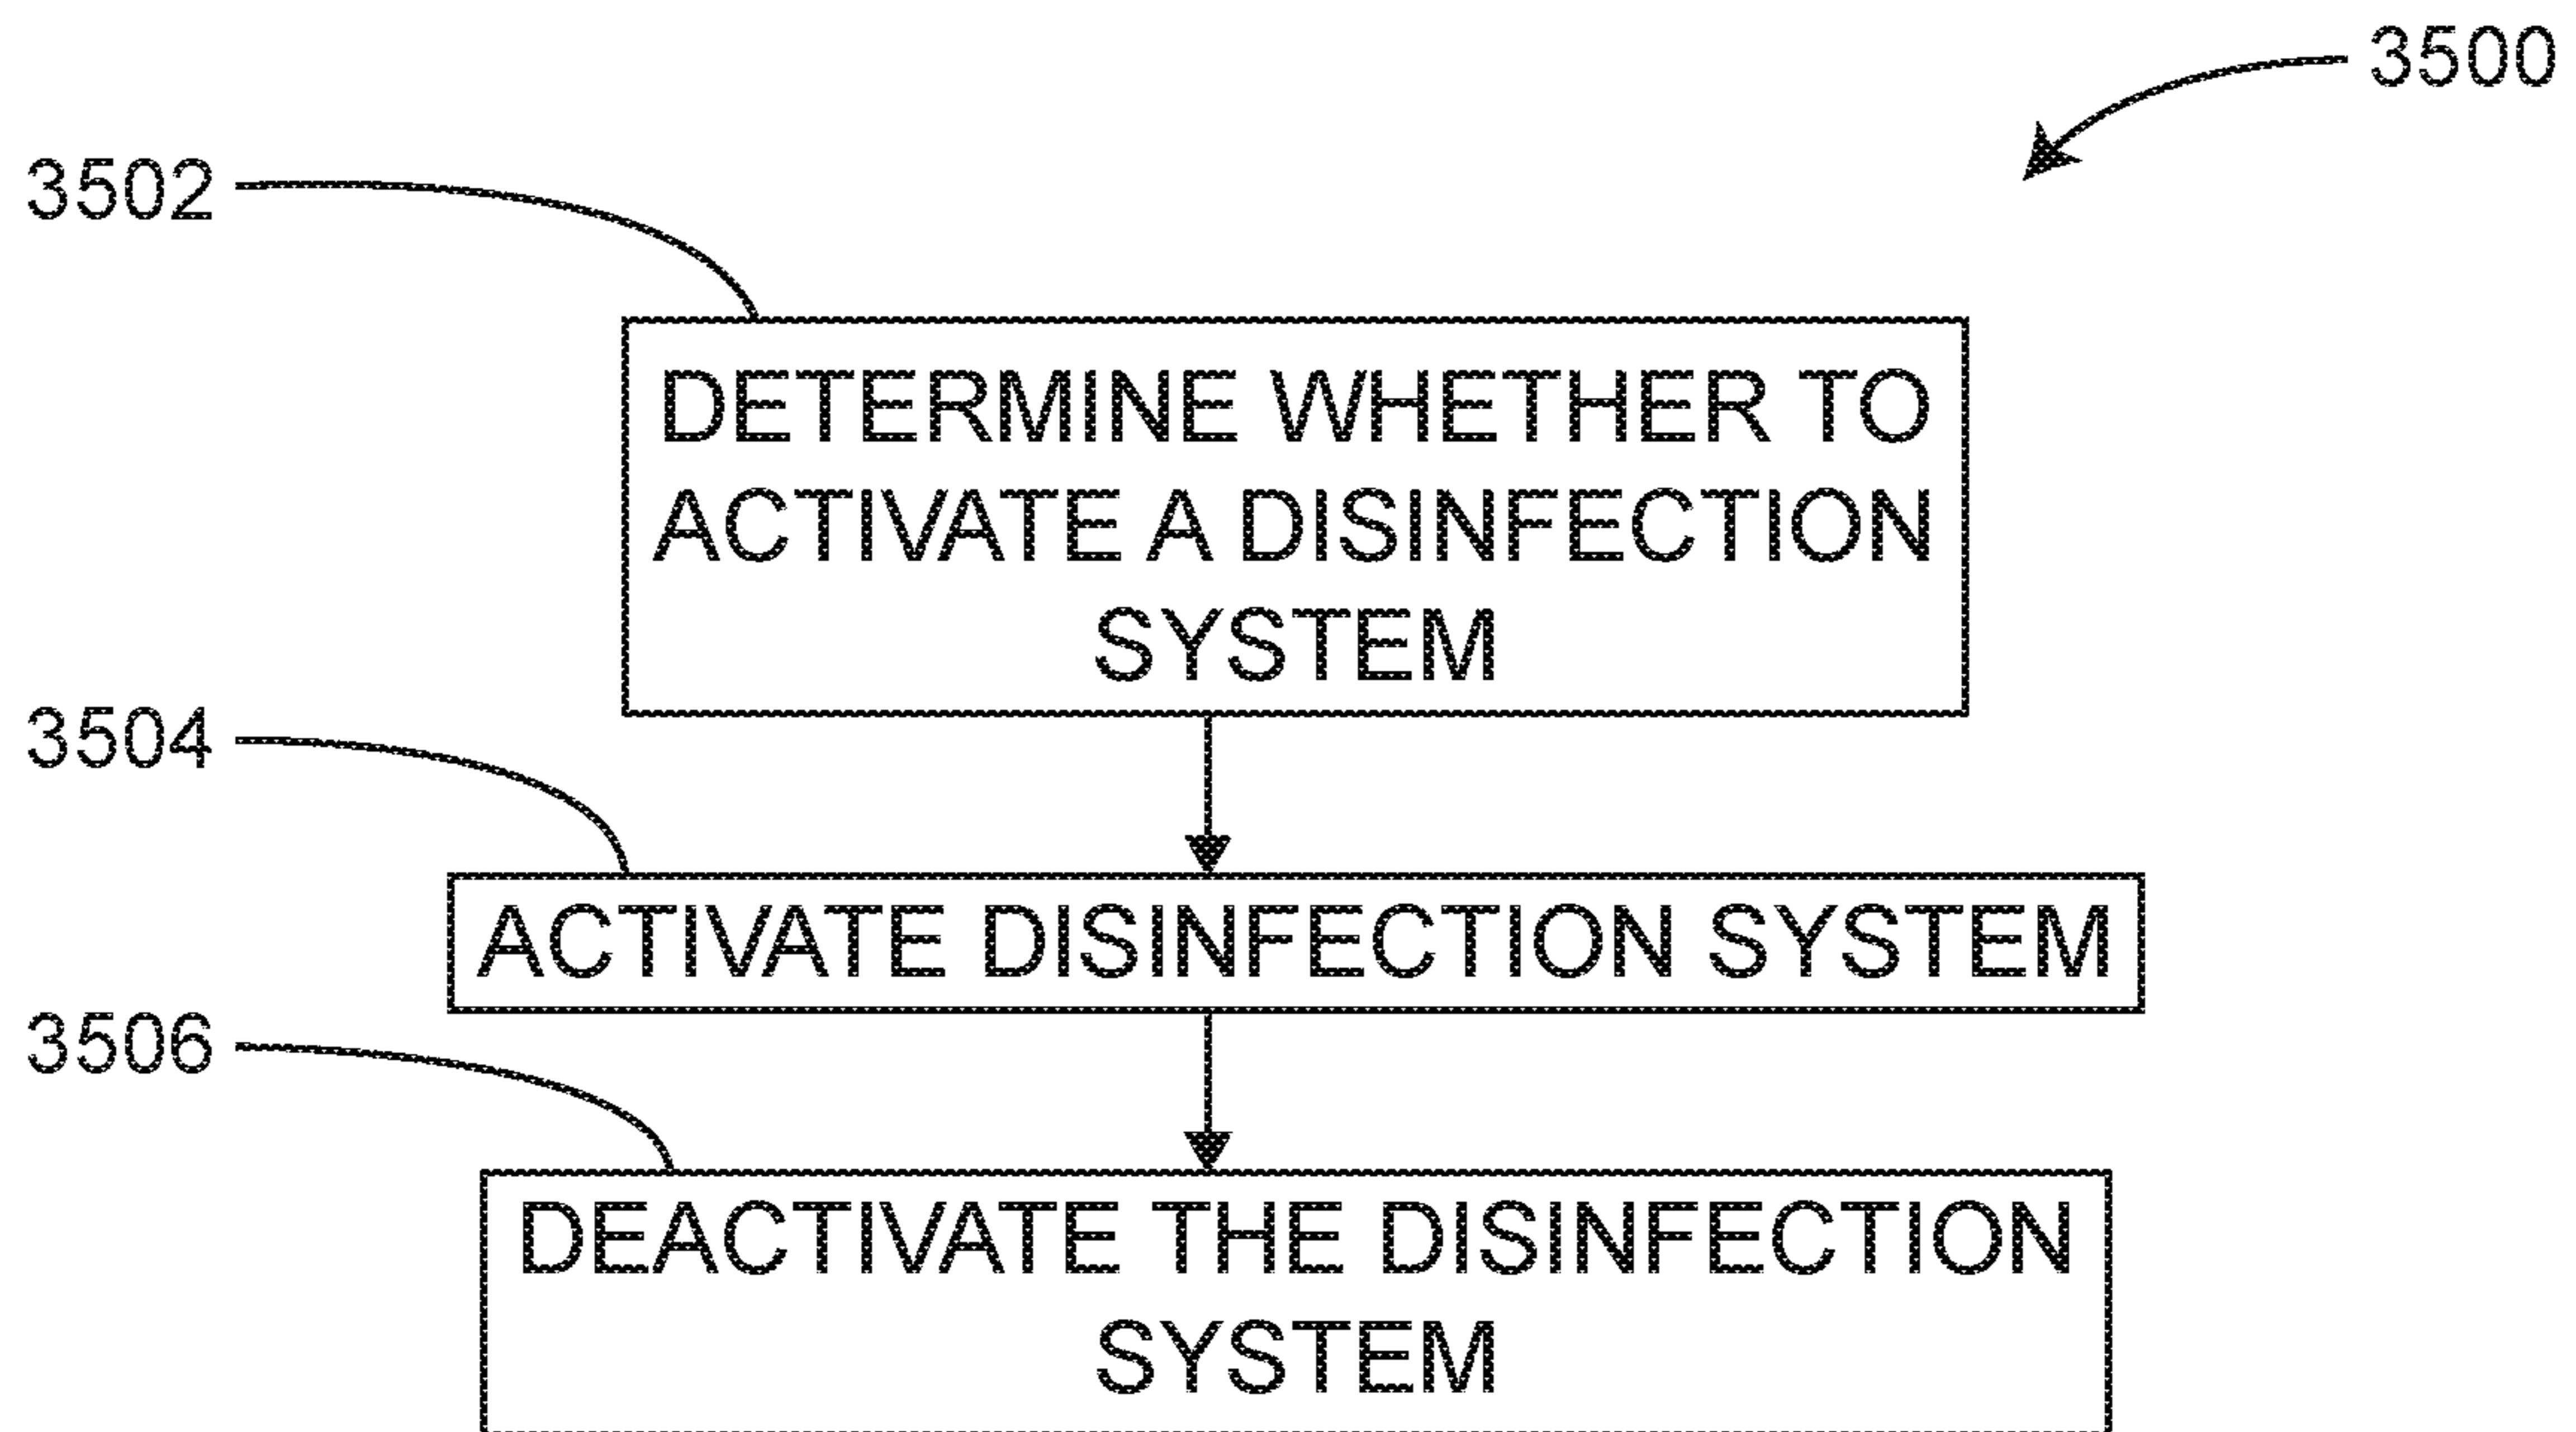 3500
3502
DETERMINE WHETHER TO
ACTIVATE A DISINFECTION
SYSTEM
3504
ACTIVATE DISINFECTION SYSTEM
3506
DEACTIVATE THE DISINFECTION
SYSTEM